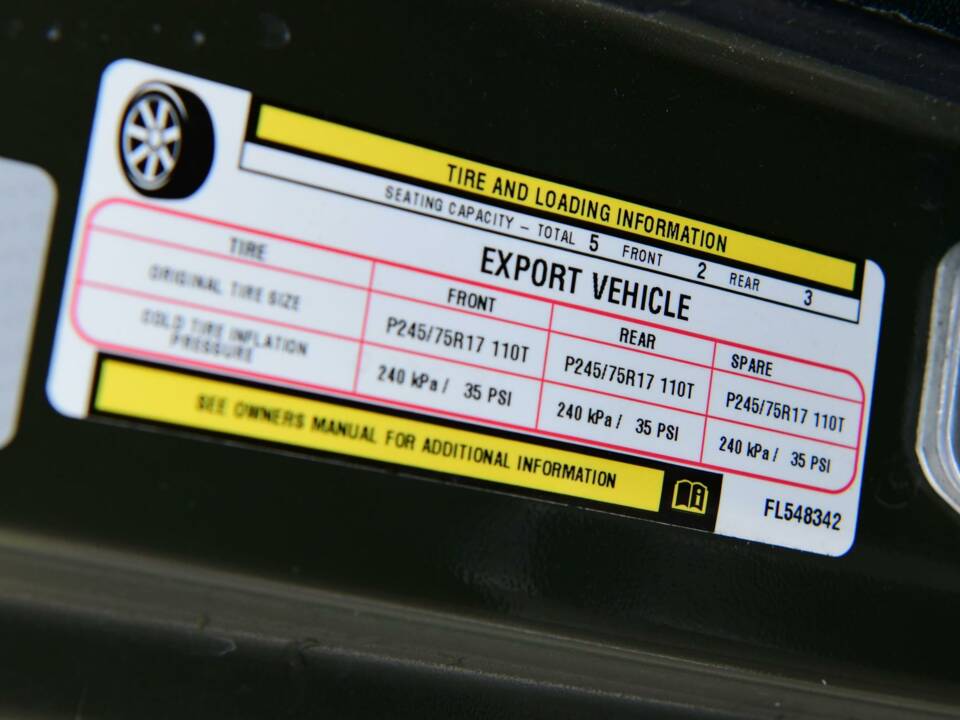 TIRE AND LOADING INFORMATION
SEATING CAPACITY – TOTAL 5 FRONT 2 REAR 3
EXPORT VEHICLE
TIRE FRONT REAR SPARE
ORIGINAL TIRE SIZE P245/75R17 110T P245/75R17 110T P245/75R17 110T
COLD TIRE INFLATION PRESSURE 240 kPa / 35 PSI 240 kPa / 35 PSI 240 kPa / 35 PSI
SEE OWNERS MANUAL FOR ADDITIONAL INFORMATION
FL548342